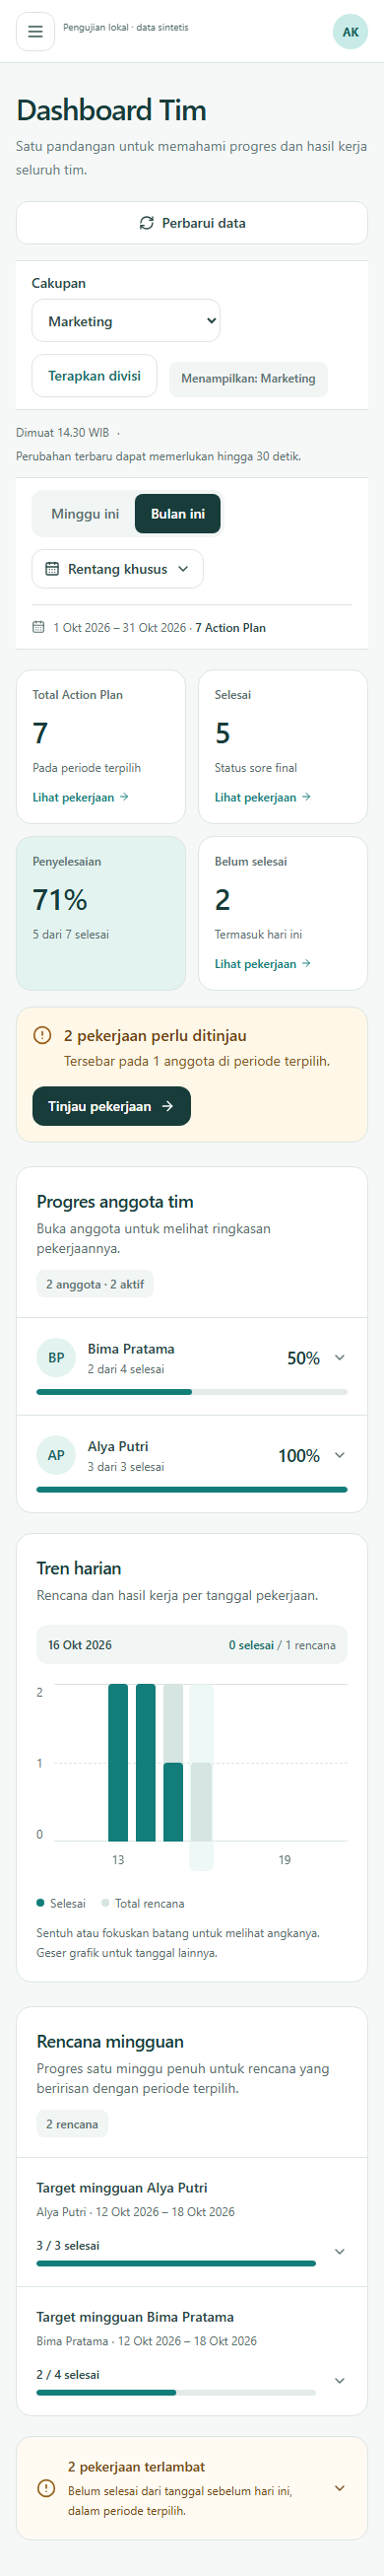 Pengujian lokal · data sintetis
AK
Dashboard Tim
Satu pandangan untuk memahami progres dan hasil kerja
seluruh tim.
Perbarui data
Cakupan
Marketing
Terapkan divisi
Menampilkan: Marketing
Dimuat 14.30 WIB ·
Perubahan terbaru dapat memerlukan hingga 30 detik.
Minggu ini
Bulan ini
Rentang khusus
1 Okt 2026 – 31 Okt 2026 · 7 Action Plan
Total Action Plan
7
Pada periode terpilih
Lihat pekerjaan →
Selesai
5
Status sore final
Lihat pekerjaan →
Penyelesaian
71%
5 dari 7 selesai
Belum selesai
2
Termasuk hari ini
Lihat pekerjaan →
2 pekerjaan perlu ditinjau
Tersebar pada 1 anggota di periode terpilih.
Tinjau pekerjaan →
Progres anggota tim
Buka anggota untuk melihat ringkasan
pekerjaannya.
2 anggota · 2 aktif
BP
Bima Pratama
2 dari 4 selesai
50%
AP
Alya Putri
3 dari 3 selesai
100%
Tren harian
Rencana dan hasil kerja per tanggal pekerjaan.
16 Okt 2026
0 selesai / 1 rencana
2
1
0
13
19
Selesai
Total rencana
Sentuh atau fokuskan batang untuk melihat angkanya.
Geser grafik untuk tanggal lainnya.
Rencana mingguan
Progres satu minggu penuh untuk rencana yang
beririsan dengan periode terpilih.
2 rencana
Target mingguan Alya Putri
Alya Putri · 12 Okt 2026 – 18 Okt 2026
3 / 3 selesai
Target mingguan Bima Pratama
Bima Pratama · 12 Okt 2026 – 18 Okt 2026
2 / 4 selesai
2 pekerjaan terlambat
Belum selesai dari tanggal sebelum hari ini,
dalam periode terpilih.